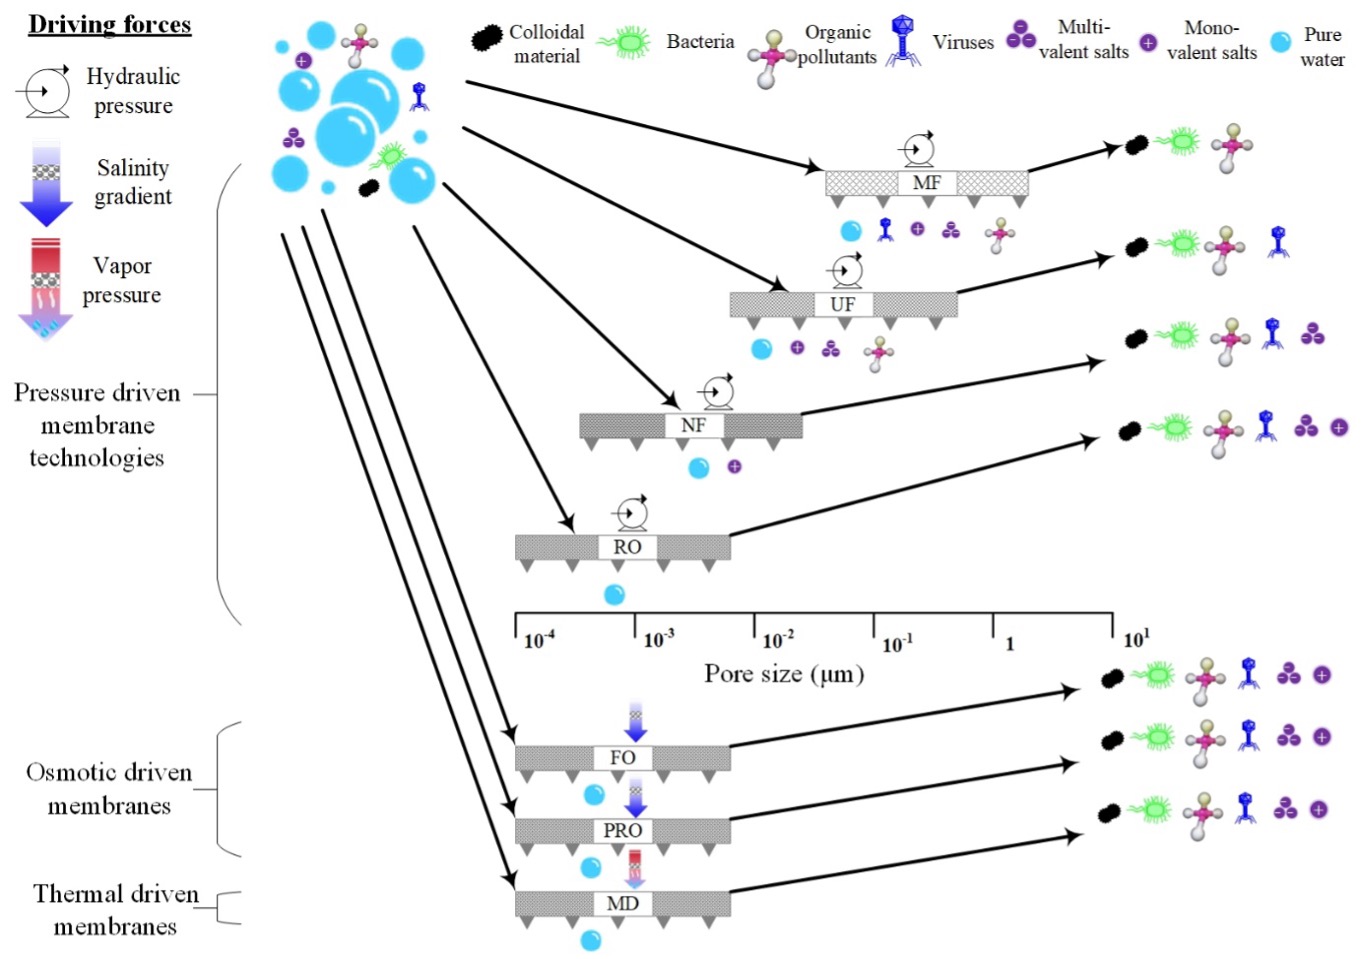 Driving forces
Hydraulic
pressure
Salinity
gradient
Vapor
pressure
Colloidal
material
Bacteria
Organic
pollutants
Viruses
Multi-
valent salts
Mono-
valent salts
Pure
water
Pressure driven
membrane
technologies
MF
UF
NF
RO
10⁻⁴ 10⁻³ 10⁻² 10⁻¹ 1 10¹
Pore size (μm)
Osmotic driven
membranes
FO
PRO
Thermal driven
membranes
MD